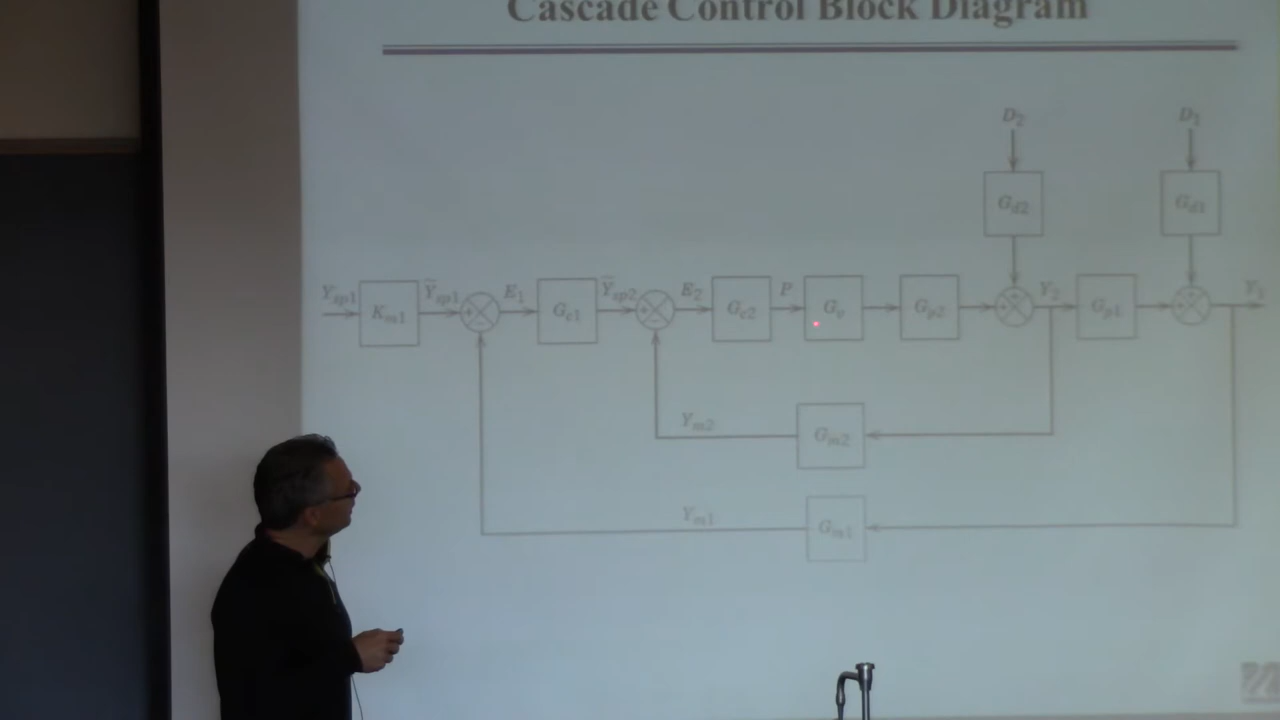 Cascade Control Block Diagram
D2 D1
Gd2 Gd1
Ysp1 Km1 Ỹsp1 E1 Gc1 Ỹsp2 E2 Gc2 P Gv Gp2 Y2 Gp1 Y1
Ym2 Gm2
Ym1 Gm1